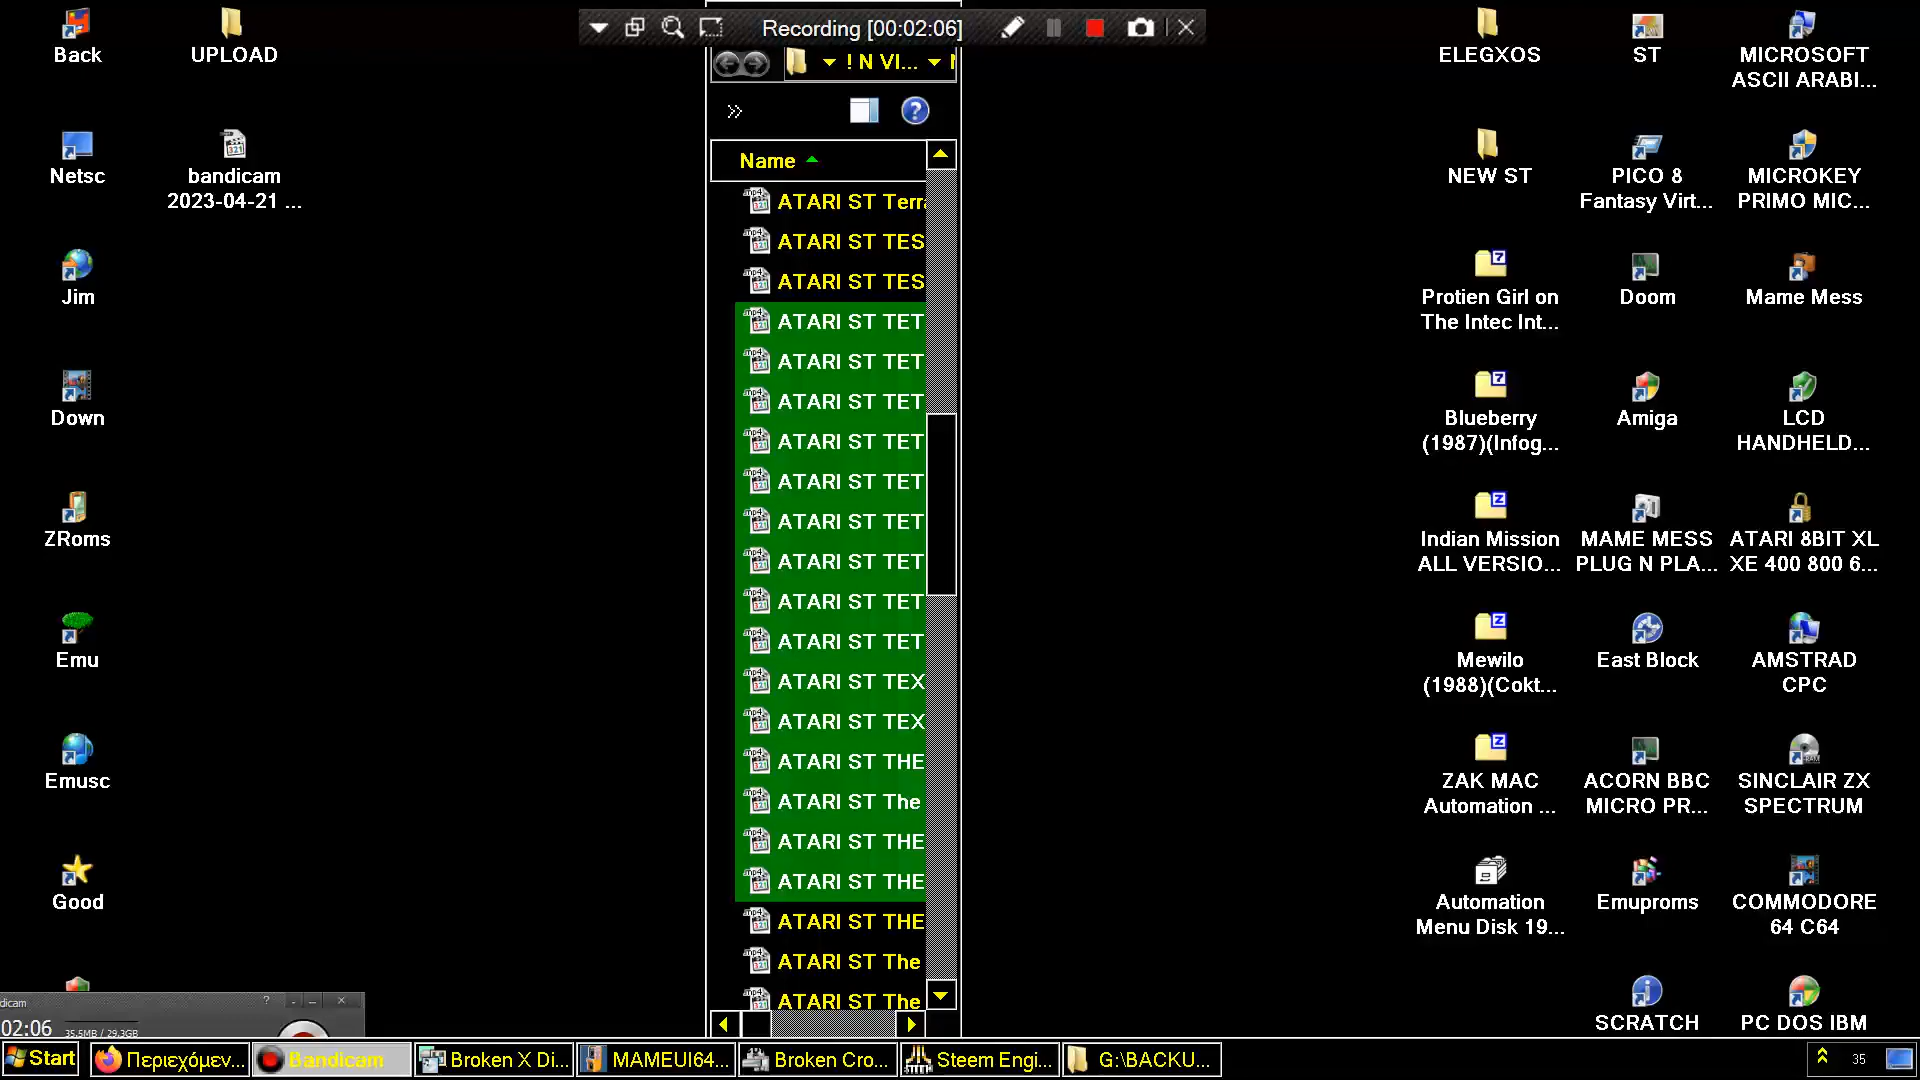 Recording [00:02:06]
Back
UPLOAD
Netsc
bandicam
2023-04-21 ...
Jim
Down
ZRoms
Emu
Emusc
Good
! N VI...
Name
ATARI ST Terra
ATARI ST TES
ATARI ST TES
ATARI ST TET
ATARI ST TET
ATARI ST TET
ATARI ST TET
ATARI ST TET
ATARI ST TET
ATARI ST TET
ATARI ST TET
ATARI ST TET
ATARI ST TEX
ATARI ST TEX
ATARI ST THE
ATARI ST The
ATARI ST THE
ATARI ST THE
ATARI ST THE
ATARI ST The
ATARI ST The
ELEGXOS
ST
MICROSOFT
ASCII ARABI...
NEW ST
PICO 8
Fantasy Virt...
MICROKEY
PRIMO MIC...
Protien Girl on
The Intec Int...
Doom
Mame Mess
Blueberry
(1987)(Infog...
Amiga
LCD
HANDHELD...
Indian Mission
ALL VERSIO...
MAME MESS
PLUG N PLA...
ATARI 8BIT XL
XE 400 800 6...
Mewilo
(1988)(Cokt...
East Block
AMSTRAD
CPC
ZAK MAC
Automation ...
ACORN BBC
MICRO PR...
SINCLAIR ZX
SPECTRUM
Automation
Menu Disk 19...
Emuproms
COMMODORE
64 C64
SCRATCH
PC DOS IBM
dicam
02:06
35.5MB / 29.3GB
Start
Περιεχόμεν...
Bandicam
Broken X Di...
MAMEUI64...
Broken Cro...
Steem Engi...
G:\BACKU...
35